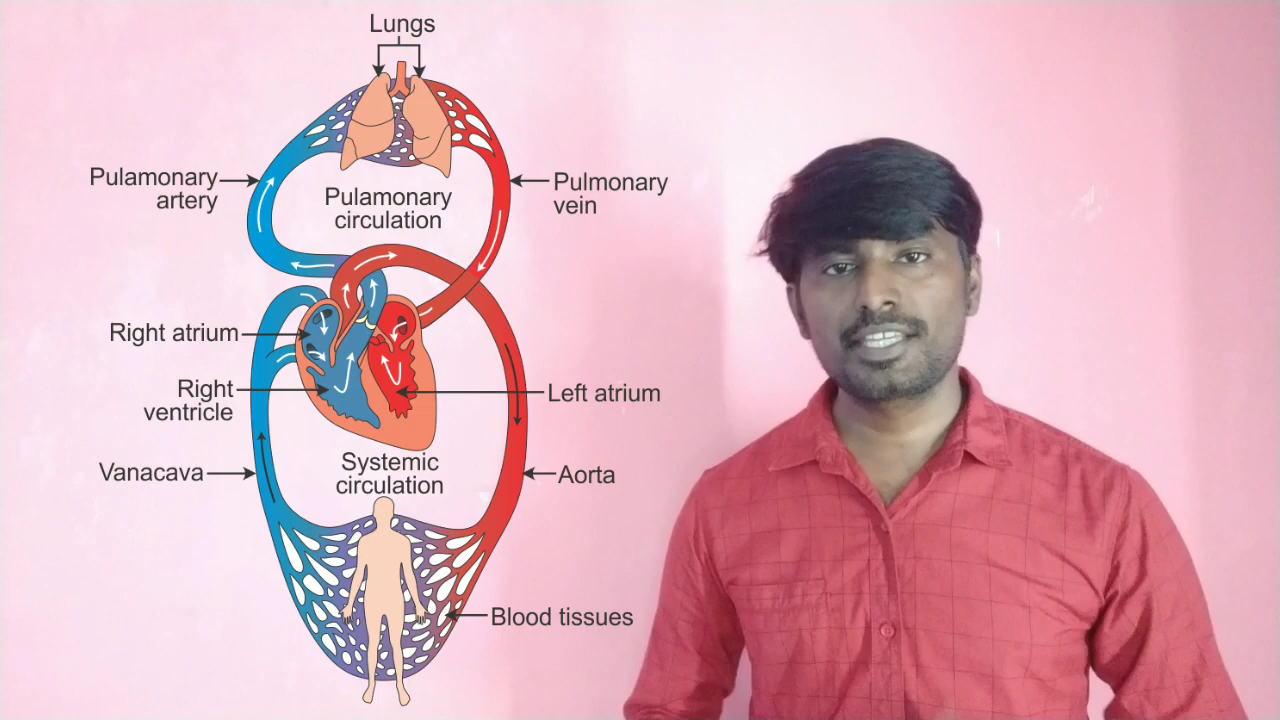 Lungs
Pulamonary
artery
Pulamonary
circulation
Pulmonary
vein
Right atrium
Right
ventricle
Left atrium
Vanacava
Systemic
circulation
Aorta
Blood tissues